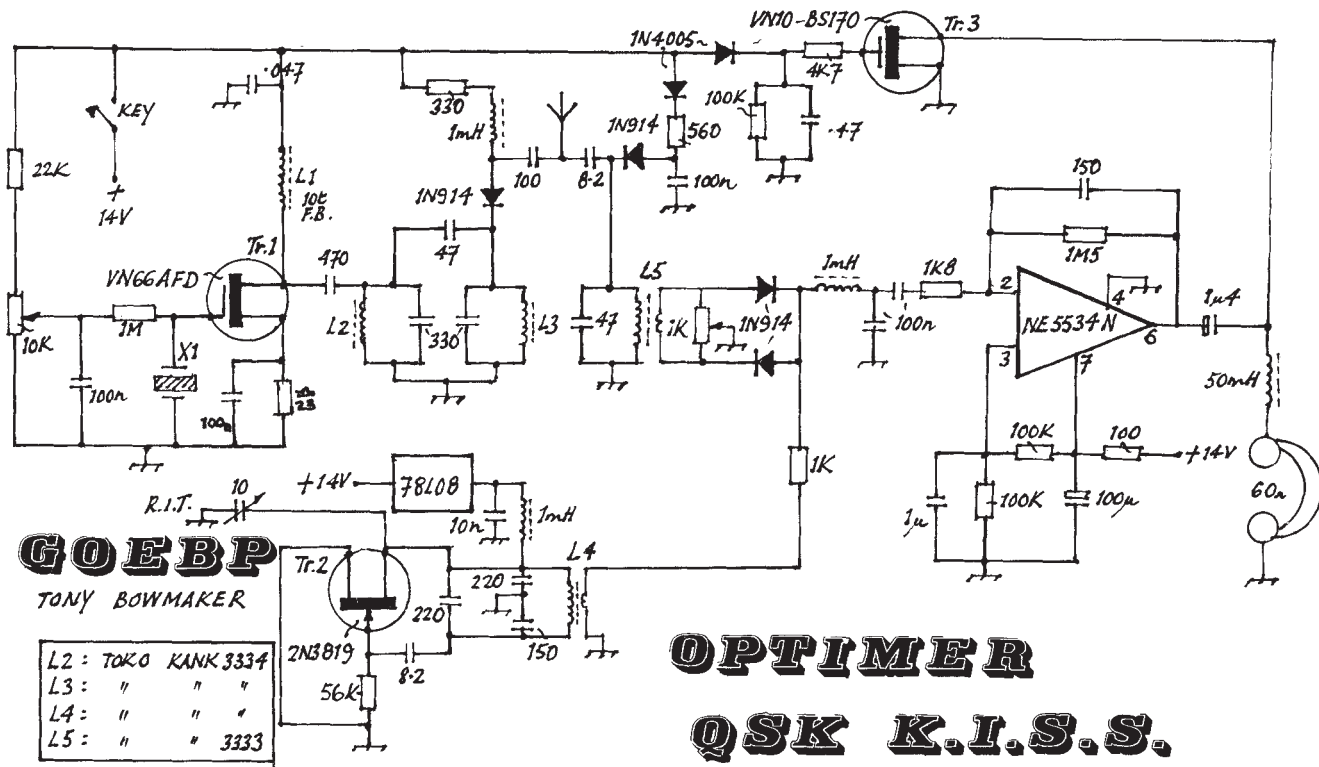 VN10-BS170
Tr.3
1N4005
4K7
.047
KEY
330
100K
.47
1mH
1N914
560
22K
L1
10t
F.B.
+
14V
100
8.2
100n
150
1N914
Tr.1
47
1M5
VN66AFD
470
L5
1mH
1K8
2
4
1µ4
L2
L3
47
1K
1N914
100n
NE5534N
6
10K
1M
X1
330
3
7
50mH
100n
100n
100K
100
+14V
1K
R.I.T.
10
+14V
78L08
10n
1mH
1µ
100K
100µ
60Ω
GOEBP
TONY BOWMAKER
Tr.2
220
220
L4
2N3819
8.2
150
56K
L2: TOKO KANK 3334
L3: " " "
L4: " " "
L5: " " 3333
OPTIMER
QSK K.I.S.S.